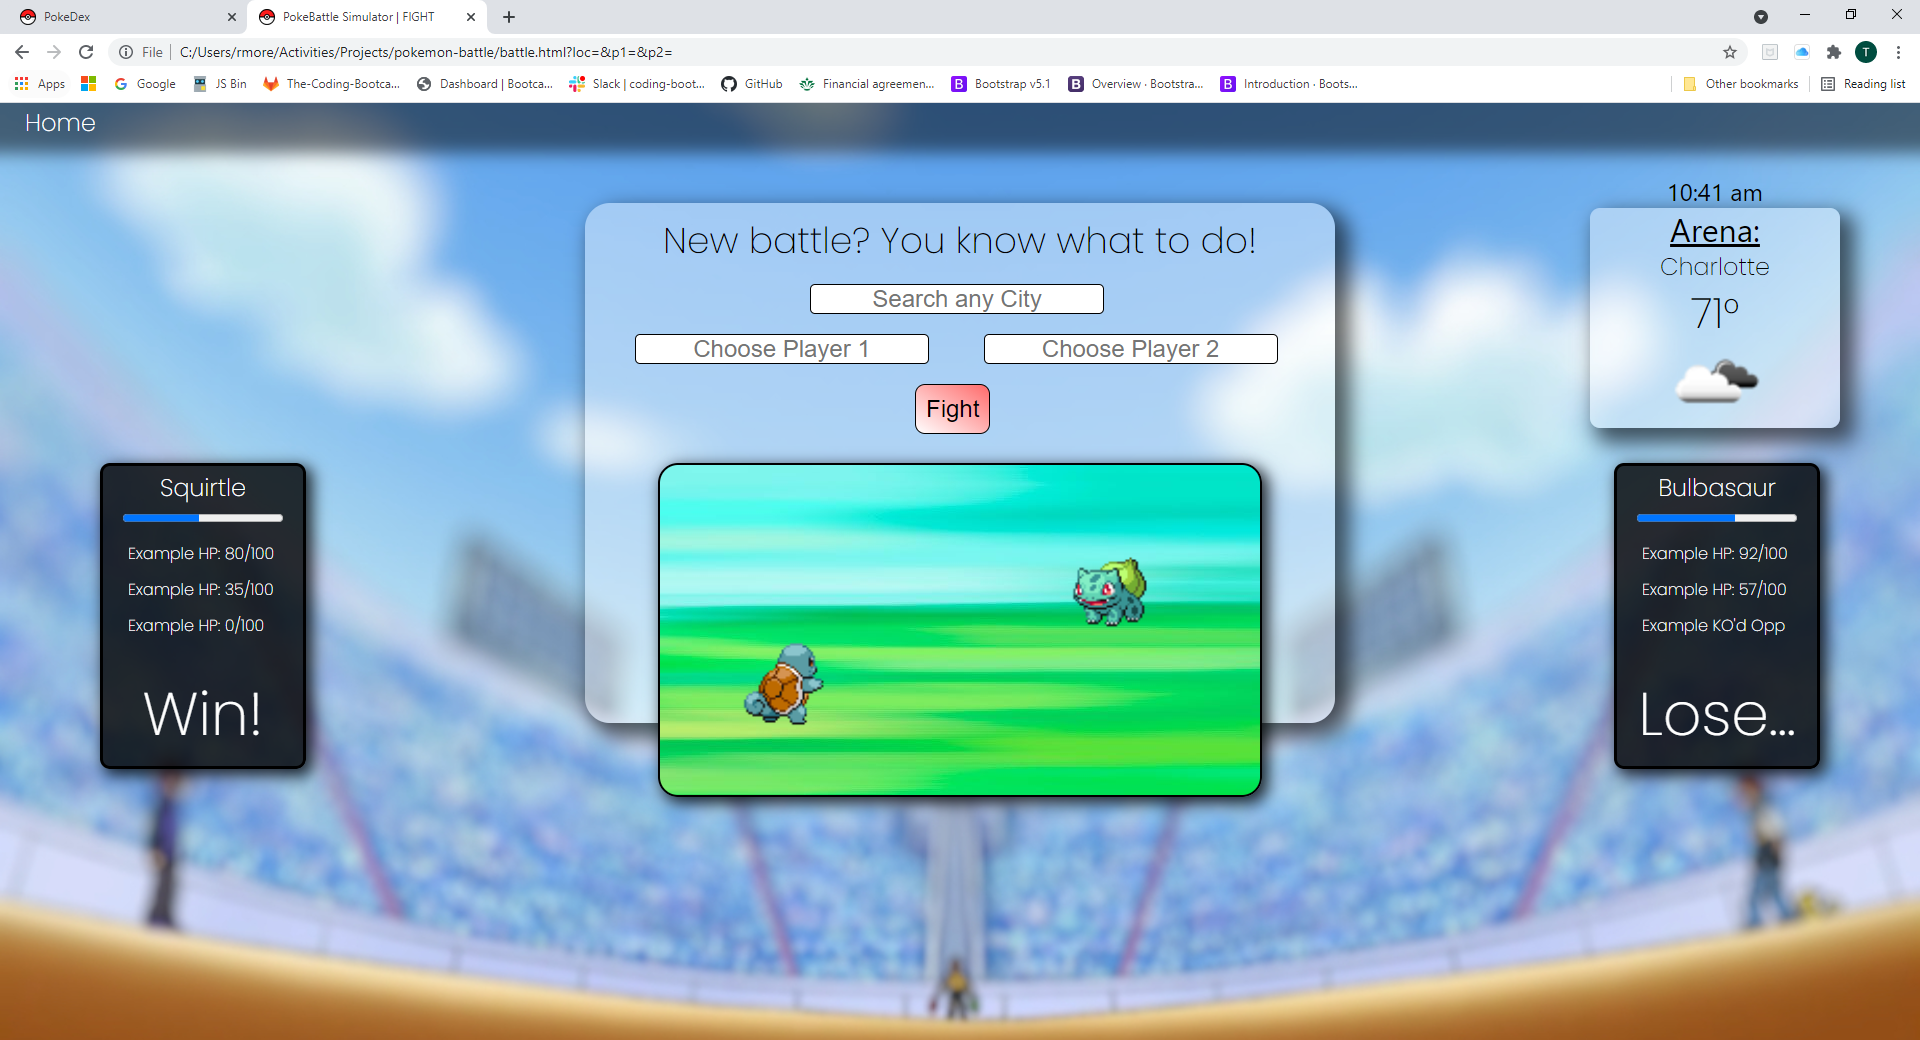 PokeDex
PokeBattle Simulator | FIGHT
File
C:/Users/rmore/Activities/Projects/pokemon-battle/battle.html?loc=&p1=&p2=
T
Apps
Google
JS Bin
The-Coding-Bootca...
Dashboard | Bootca...
Slack | coding-boot...
GitHub
Financial agreemen...
Bootstrap v5.1
Overview · Bootstra...
Introduction · Boots...
Other bookmarks
Reading list
Home
10:41 am
Arena:
Charlotte
71°
New battle? You know what to do!
Search any City
Choose Player 1
Choose Player 2
Fight
Squirtle
Example HP: 80/100
Example HP: 35/100
Example HP: 0/100
Win!
Bulbasaur
Example HP: 92/100
Example HP: 57/100
Example KO'd Opp
Lose...